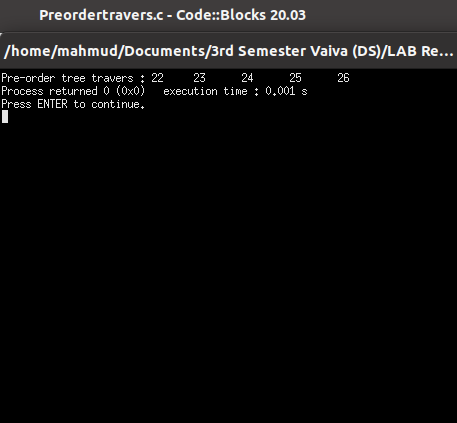 Preordertravers.c - Code::Blocks 20.03
/home/mahmud/Documents/3rd Semester Vaiva (DS)/LAB Re...
Pre-order tree travers : 22 23 24 25 26
Process returned 0 (0x0) execution time : 0.001 s
Press ENTER to continue.